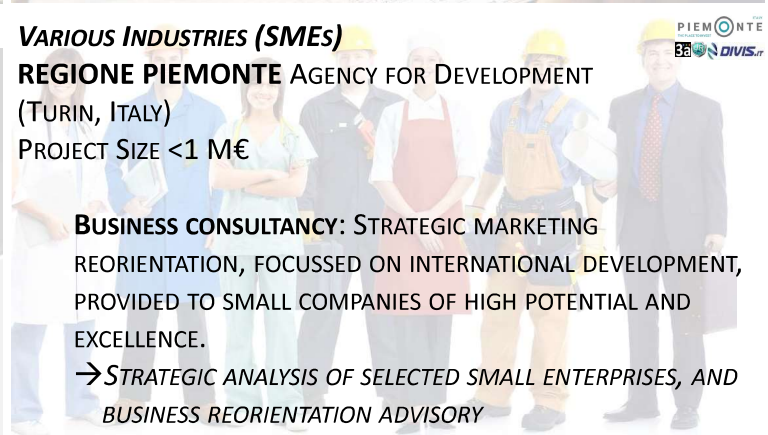 VARIOUS INDUSTRIES (SMES)
REGIONE PIEMONTE AGENCY FOR DEVELOPMENT
(TURIN, ITALY)
PROJECT SIZE <1 M€
PIEMONTE
3a
DIVIS.IT
BUSINESS CONSULTANCY: STRATEGIC MARKETING
REORIENTATION, FOCUSSED ON INTERNATIONAL DEVELOPMENT,
PROVIDED TO SMALL COMPANIES OF HIGH POTENTIAL AND
EXCELLENCE.
→STRATEGIC ANALYSIS OF SELECTED SMALL ENTERPRISES, AND
BUSINESS REORIENTATION ADVISORY